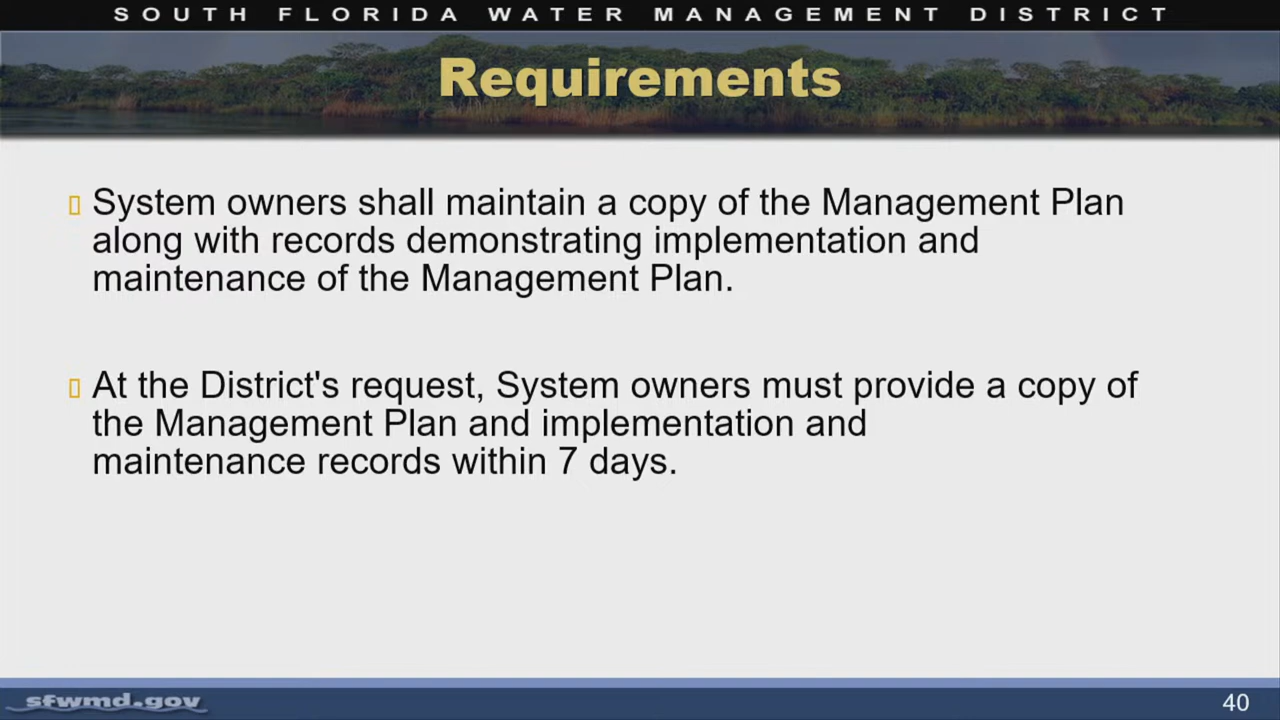 SOUTH FLORIDA WATER MANAGEMENT DISTRICT
Requirements
System owners shall maintain a copy of the Management Plan
along with records demonstrating implementation and
maintenance of the Management Plan.
At the District's request, System owners must provide a copy of
the Management Plan and implementation and
maintenance records within 7 days.
sfwmd.gov
40